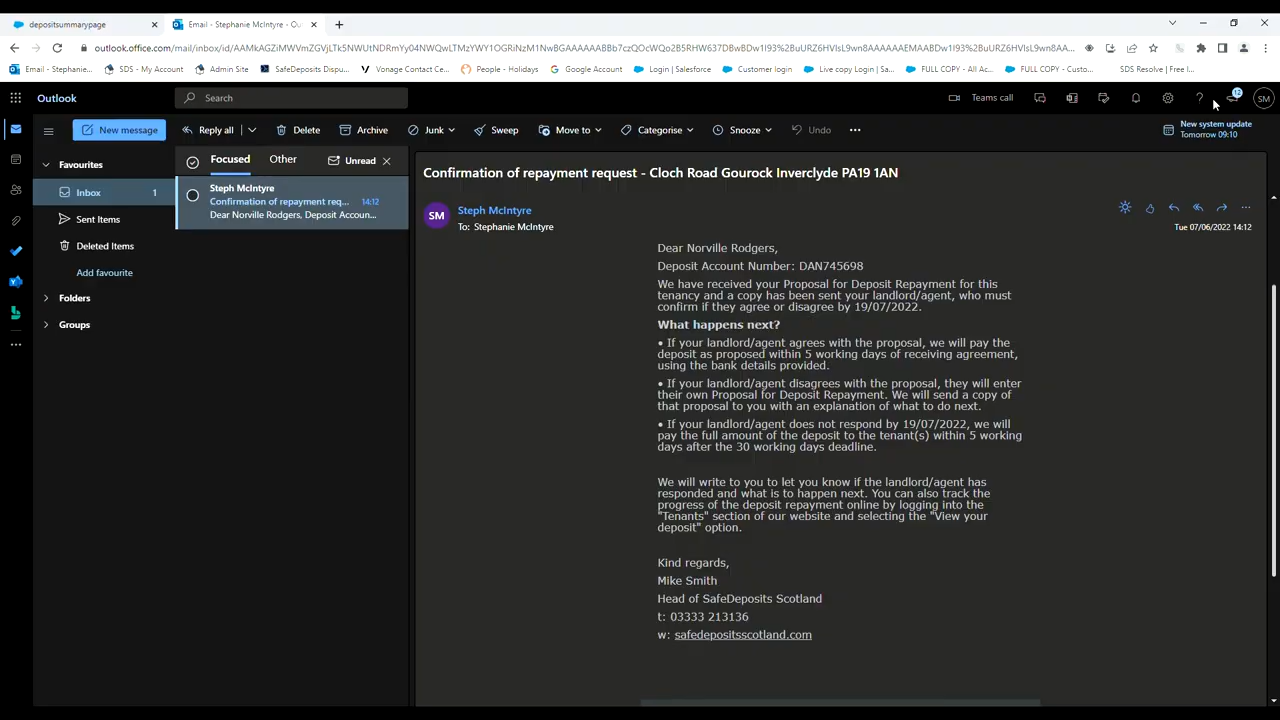 depositsummarypage
Email - Stephanie McIntyre - Ou
outlook.office.com/mail/inbox/id/
Email - Stephanie...
SDS - My Account
Admin Site
SafeDeposits Dispu...
Vonage Contact Ce...
People - Holidays
Google Account
Login | Salesforce
Customer login
Live copy Login | Sa...
FULL COPY - All Ac...
FULL COPY - Custo...
SDS Resolve | Free l...
Outlook
Search
Teams call
12
SM
New message
Reply all
Delete
Archive
Junk
Sweep
Move to
Categorise
Snooze
Undo
New system update
Tomorrow 09:10
Favourites
Inbox 1
Sent Items
Deleted Items
Add favourite
Folders
Groups
Focused
Other
Unread
Steph McIntyre
Confirmation of repayment req... 14:12
Dear Norville Rodgers, Deposit Accoun...
Confirmation of repayment request - Cloch Road Gourock Inverclyde PA19 1AN
SM
Steph McIntyre
To: Stephanie McIntyre
Tue 07/06/2022 14:12
Dear Norville Rodgers,
Deposit Account Number: DAN745698
We have received your Proposal for Deposit Repayment for this
tenancy and a copy has been sent your landlord/agent, who must
confirm if they agree or disagree by 19/07/2022.
What happens next?
• If your landlord/agent agrees with the proposal, we will pay the
deposit as proposed within 5 working days of receiving agreement,
using the bank details provided.
• If your landlord/agent disagrees with the proposal, they will enter
their own Proposal for Deposit Repayment. We will send a copy of
that proposal to you with an explanation of what to do next.
• If your landlord/agent does not respond by 19/07/2022, we will
pay the full amount of the deposit to the tenant(s) within 5 working
days after the 30 working days deadline.
We will write to you to let you know if the landlord/agent has
responded and what is to happen next. You can also track the
progress of the deposit repayment online by logging into the
"Tenants" section of our website and selecting the "View your
deposit" option.
Kind regards,
Mike Smith
Head of SafeDeposits Scotland
t: 03333 213136
w: safedepositsscotland.com